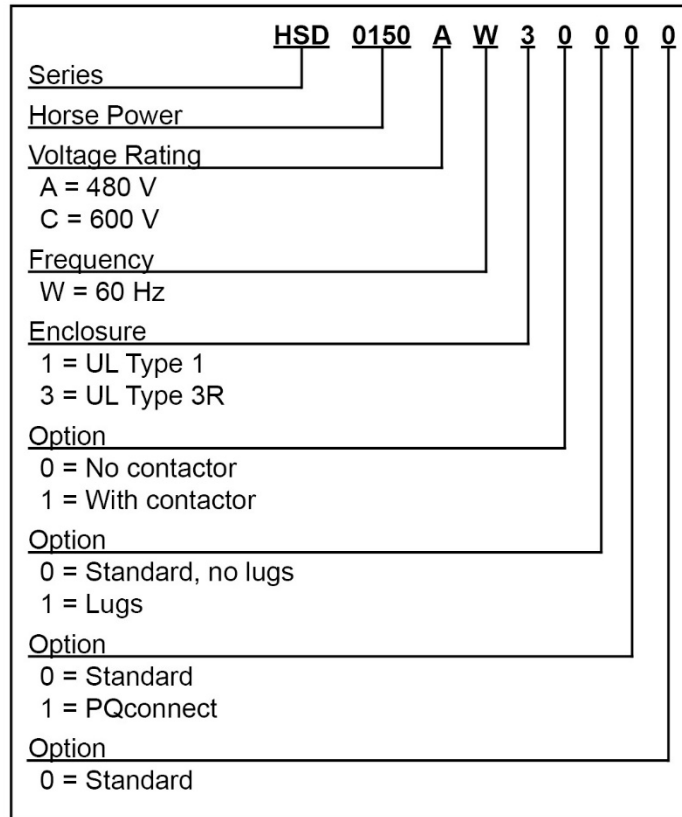 HSD 0150 A W 3 0 0 0 0
Series
Horse Power
Voltage Rating
A = 480 V
C = 600 V
Frequency
W = 60 Hz
Enclosure
1 = UL Type 1
3 = UL Type 3R
Option
0 = No contactor
1 = With contactor
Option
0 = Standard, no lugs
1 = Lugs
Option
0 = Standard
1 = PQconnect
Option
0 = Standard